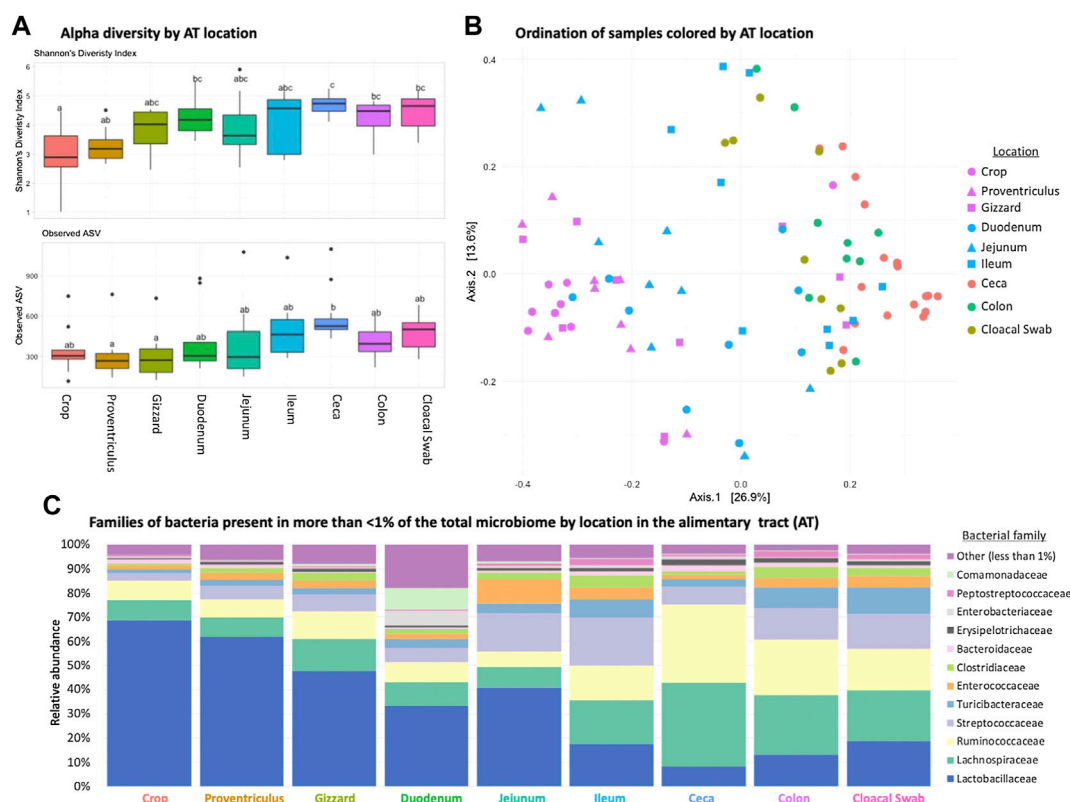 A
Alpha diversity by AT location
Shannon's Diveristy Index
Shannon's Diveristy Index
6
5
4
3
2
1
a
ab
abc
bc
abc
abc
c
bc
bc
Observed ASV
Observed ASV
900
600
300
ab
a
a
ab
ab
ab
b
ab
ab
Crop
Proventriculus
Gizzard
Duodenum
Jejunum
Ileum
Ceca
Colon
Cloacal Swab
B
Ordination of samples colored by AT location
Axis.2 [13.6%]
0.4
0.2
0.0
-0.2
-0.4
-0.2
0.0
0.2
Axis.1 [26.9%]
Location
Crop
Proventriculus
Gizzard
Duodenum
Jejunum
Ileum
Ceca
Colon
Cloacal Swab
C
Families of bacteria present in more than <1% of the total microbiome by location in the alimentary tract (AT)
Relative abundance
100%
90%
80%
70%
60%
50%
40%
30%
20%
10%
0%
Crop
Proventriculus
Gizzard
Duodenum
Jejunum
Ileum
Ceca
Colon
Cloacal Swab
Bacterial family
Other (less than 1%)
Comamonadaceae
Peptostreptococcaceae
Enterobacteriaceae
Erysipelotrichaceae
Bacteroidaceae
Clostridiaceae
Enterococcaceae
Turicibacteraceae
Streptococcaceae
Ruminococcaceae
Lachnospiraceae
Lactobacillaceae